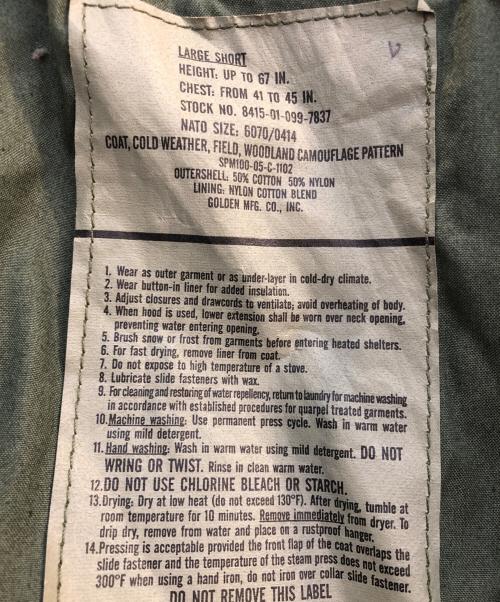 LARGE SHORT
HEIGHT: UP TO 67 IN.
CHEST: FROM 41 TO 45 IN.
STOCK NO. 8415-01-099-7837
NATO SIZE: 6070/0414
COAT, COLD WEATHER, FIELD, WOODLAND CAMOUFLAGE PATTERN
SPM100-05-C-1102
OUTERSHELL: 50% COTTON 50% NYLON
LINING: NYLON COTTON BLEND
GOLDEN MFG. CO., INC.
1. Wear as outer garment or as under-layer in cold-dry climate.
2. Wear button-in liner for added insulation.
3. Adjust closures and drawcords to ventilate; avoid overheating of body.
4. When hood is used, lower extension shall be worn over neck opening,
preventing water entering opening.
5. Brush snow or frost from garments before entering heated shelters.
6. For fast drying, remove liner from coat.
7. Do not expose to high temperature of a stove.
8. Lubricate slide fasteners with wax.
9. For cleaning and restoring of water repellency, return to laundry for machine washing
in accordance with established procedures for quarpel treated garments.
10. Machine washing: Use permanent press cycle. Wash in warm water
using mild detergent.
11. Hand washing: Wash in warm water using mild detergent. DO NOT
WRING OR TWIST. Rinse in clean warm water.
12. DO NOT USE CHLORINE BLEACH OR STARCH.
13. Drying: Dry at low heat (do not exceed 130°F). After drying, tumble at
room temperature for 10 minutes. Remove immediately from dryer. To
drip dry, remove from water and place on a rustproof hanger.
14. Pressing is acceptable provided the front flap of the coat overlaps the
slide fastener and the temperature of the steam press does not exceed
300°F when using a hand iron, do not iron over collar slide fastener.
DO NOT REMOVE THIS LABEL